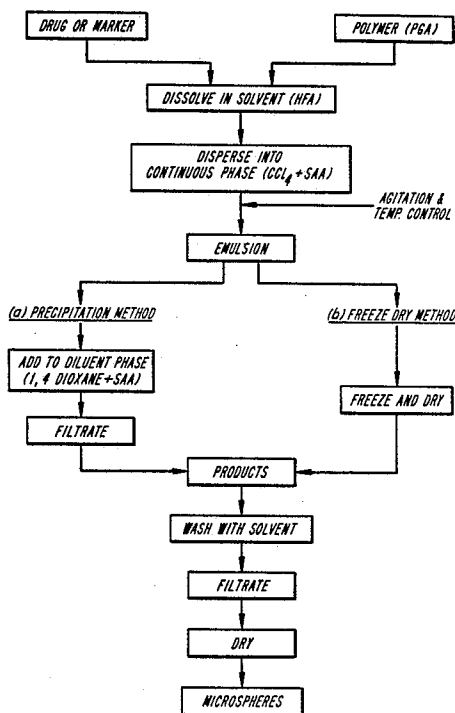 DRUG OR MARKER
POLYMER (PGA)
DISSOLVE IN SOLVENT (HFA)
DISPERSE INTO
CONTINUOUS PHASE (CCL4+SAA)
AGITATION &
TEMP. CONTROL
EMULSION
(a) PRECIPITATION METHOD
(b) FREEZE DRY METHOD
ADD TO DILUENT PHASE
(1, 4 DIOXANE+SAA)
FREEZE AND DRY
FILTRATE
PRODUCTS
WASH WITH SOLVENT
FILTRATE
DRY
MICROSPHERES